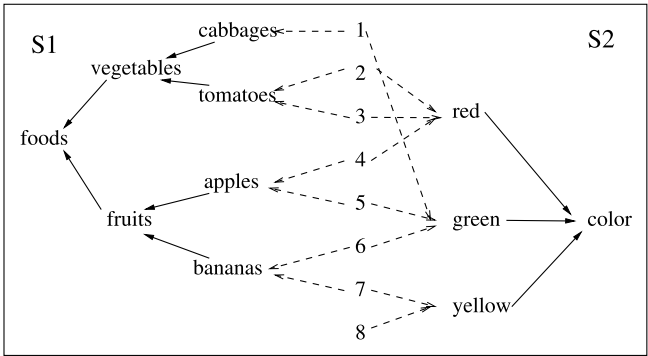 S1
S2
cabbages
1
vegetables
2
tomatoes
3
red
foods
4
apples
5
fruits
green
color
6
bananas
7
yellow
8